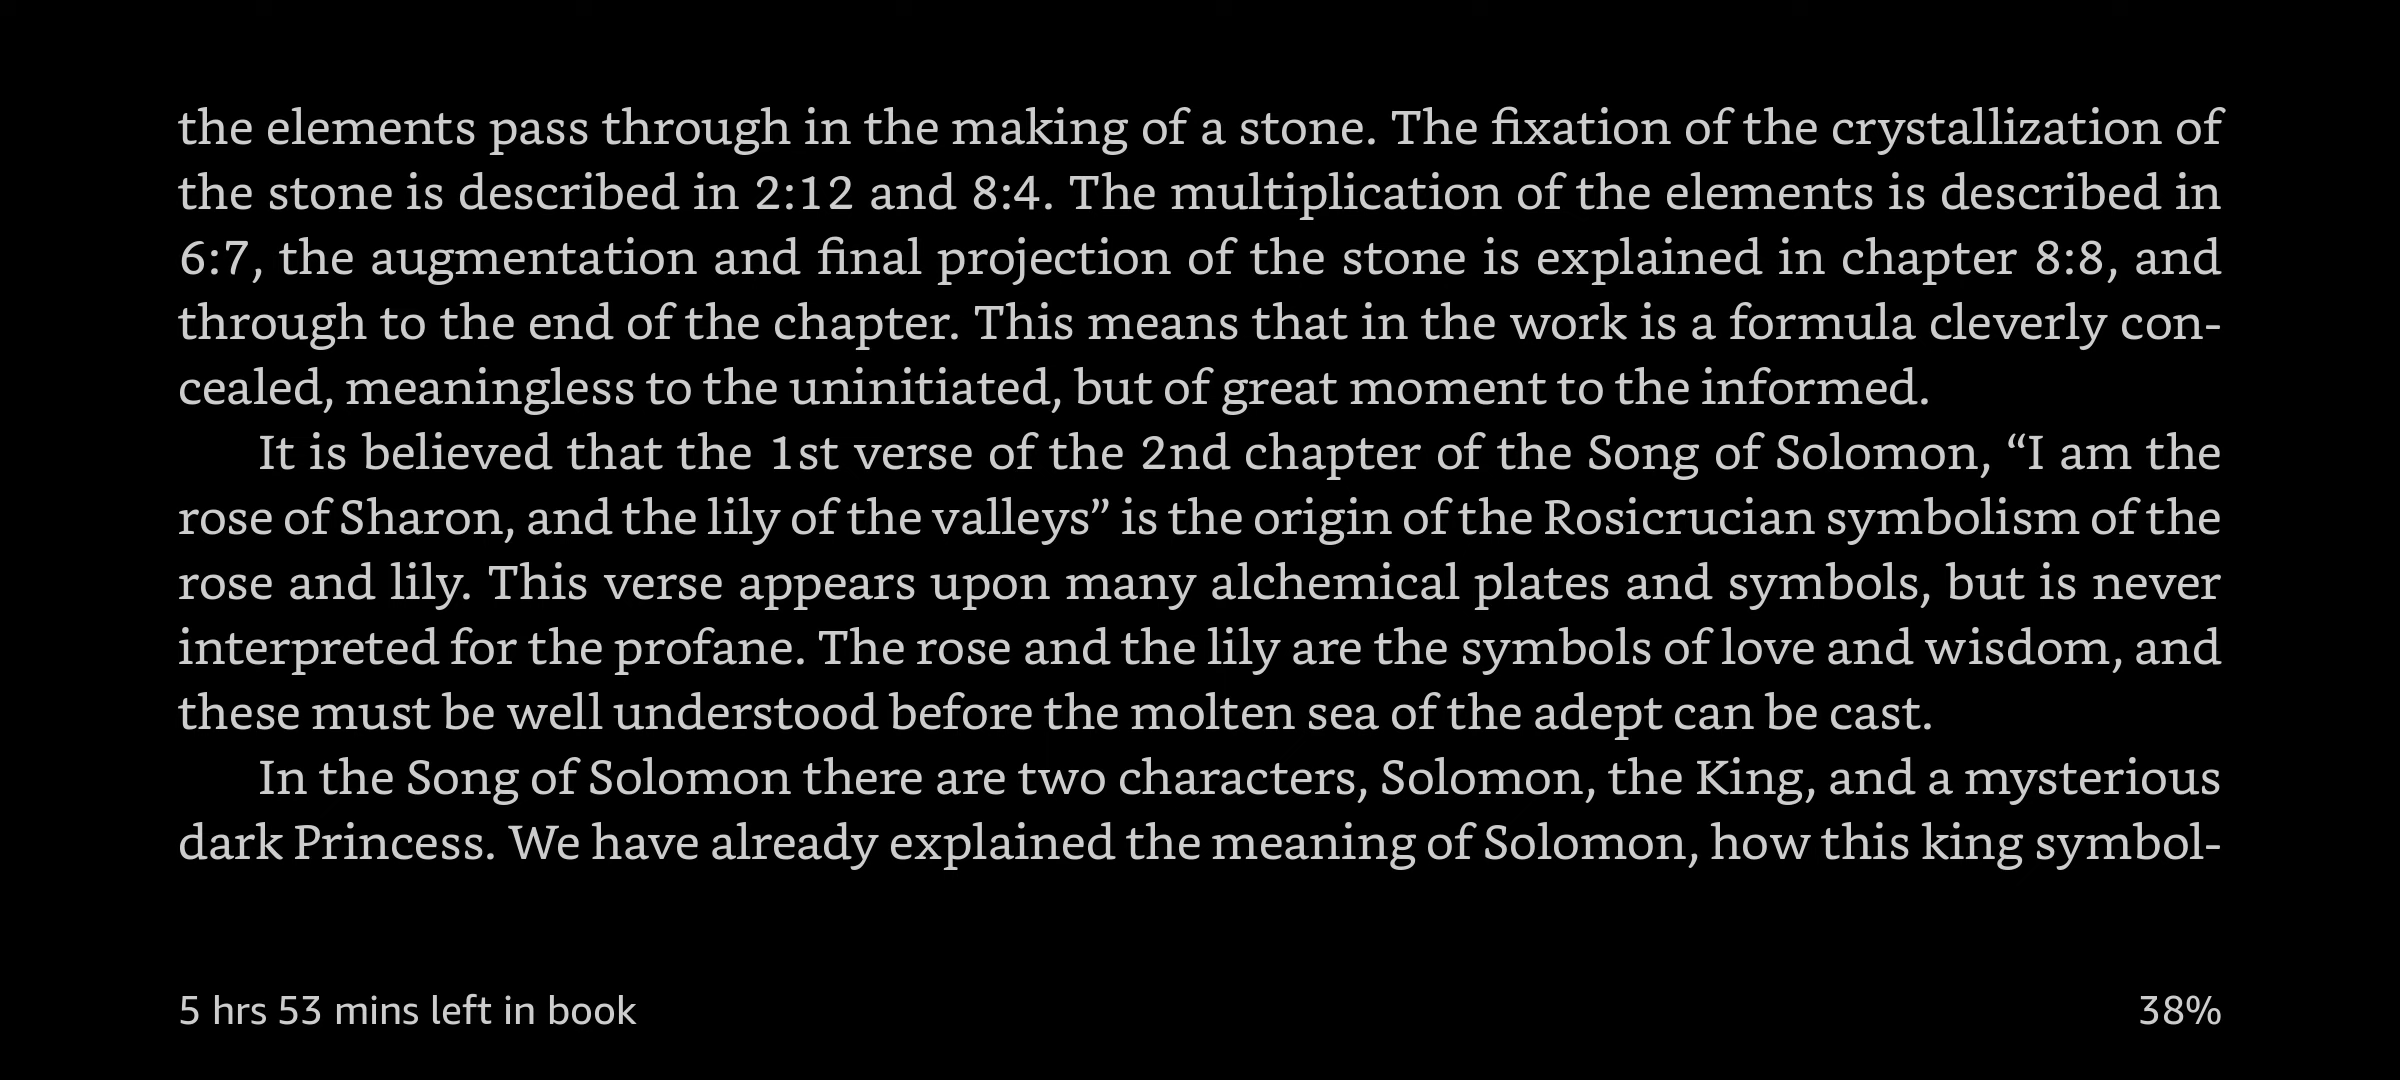 the elements pass through in the making of a stone. The fixation of the crystallization of
the stone is described in 2:12 and 8:4. The multiplication of the elements is described in
6:7, the augmentation and final projection of the stone is explained in chapter 8:8, and
through to the end of the chapter. This means that in the work is a formula cleverly con-
cealed, meaningless to the uninitiated, but of great moment to the informed.
It is believed that the 1st verse of the 2nd chapter of the Song of Solomon, “I am the
rose of Sharon, and the lily of the valleys” is the origin of the Rosicrucian symbolism of the
rose and lily. This verse appears upon many alchemical plates and symbols, but is never
interpreted for the profane. The rose and the lily are the symbols of love and wisdom, and
these must be well understood before the molten sea of the adept can be cast.
In the Song of Solomon there are two characters, Solomon, the King, and a mysterious
dark Princess. We have already explained the meaning of Solomon, how this king symbol-
5 hrs 53 mins left in book
38%